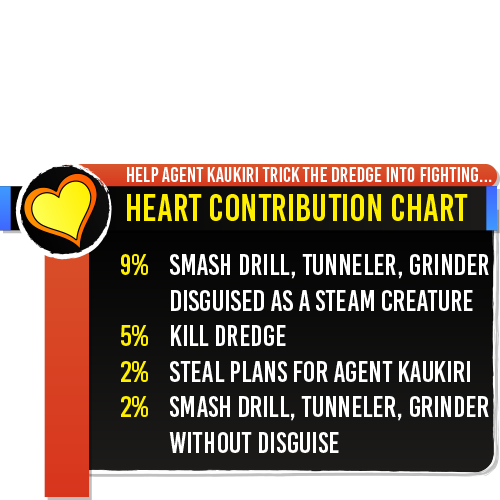 HELP AGENT KAUKIRI TRICK THE DREDGE INTO FIGHTING...
HEART CONTRIBUTION CHART
9% SMASH DRILL, TUNNELER, GRINDER
DISGUISED AS A STEAM CREATURE
5% KILL DREDGE
2% STEAL PLANS FOR AGENT KAUKIRI
2% SMASH DRILL, TUNNELER, GRINDER
WITHOUT DISGUISE